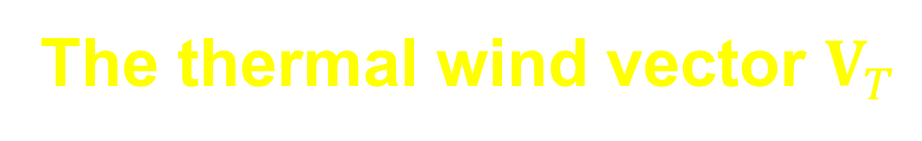 The thermal wind vector V_T